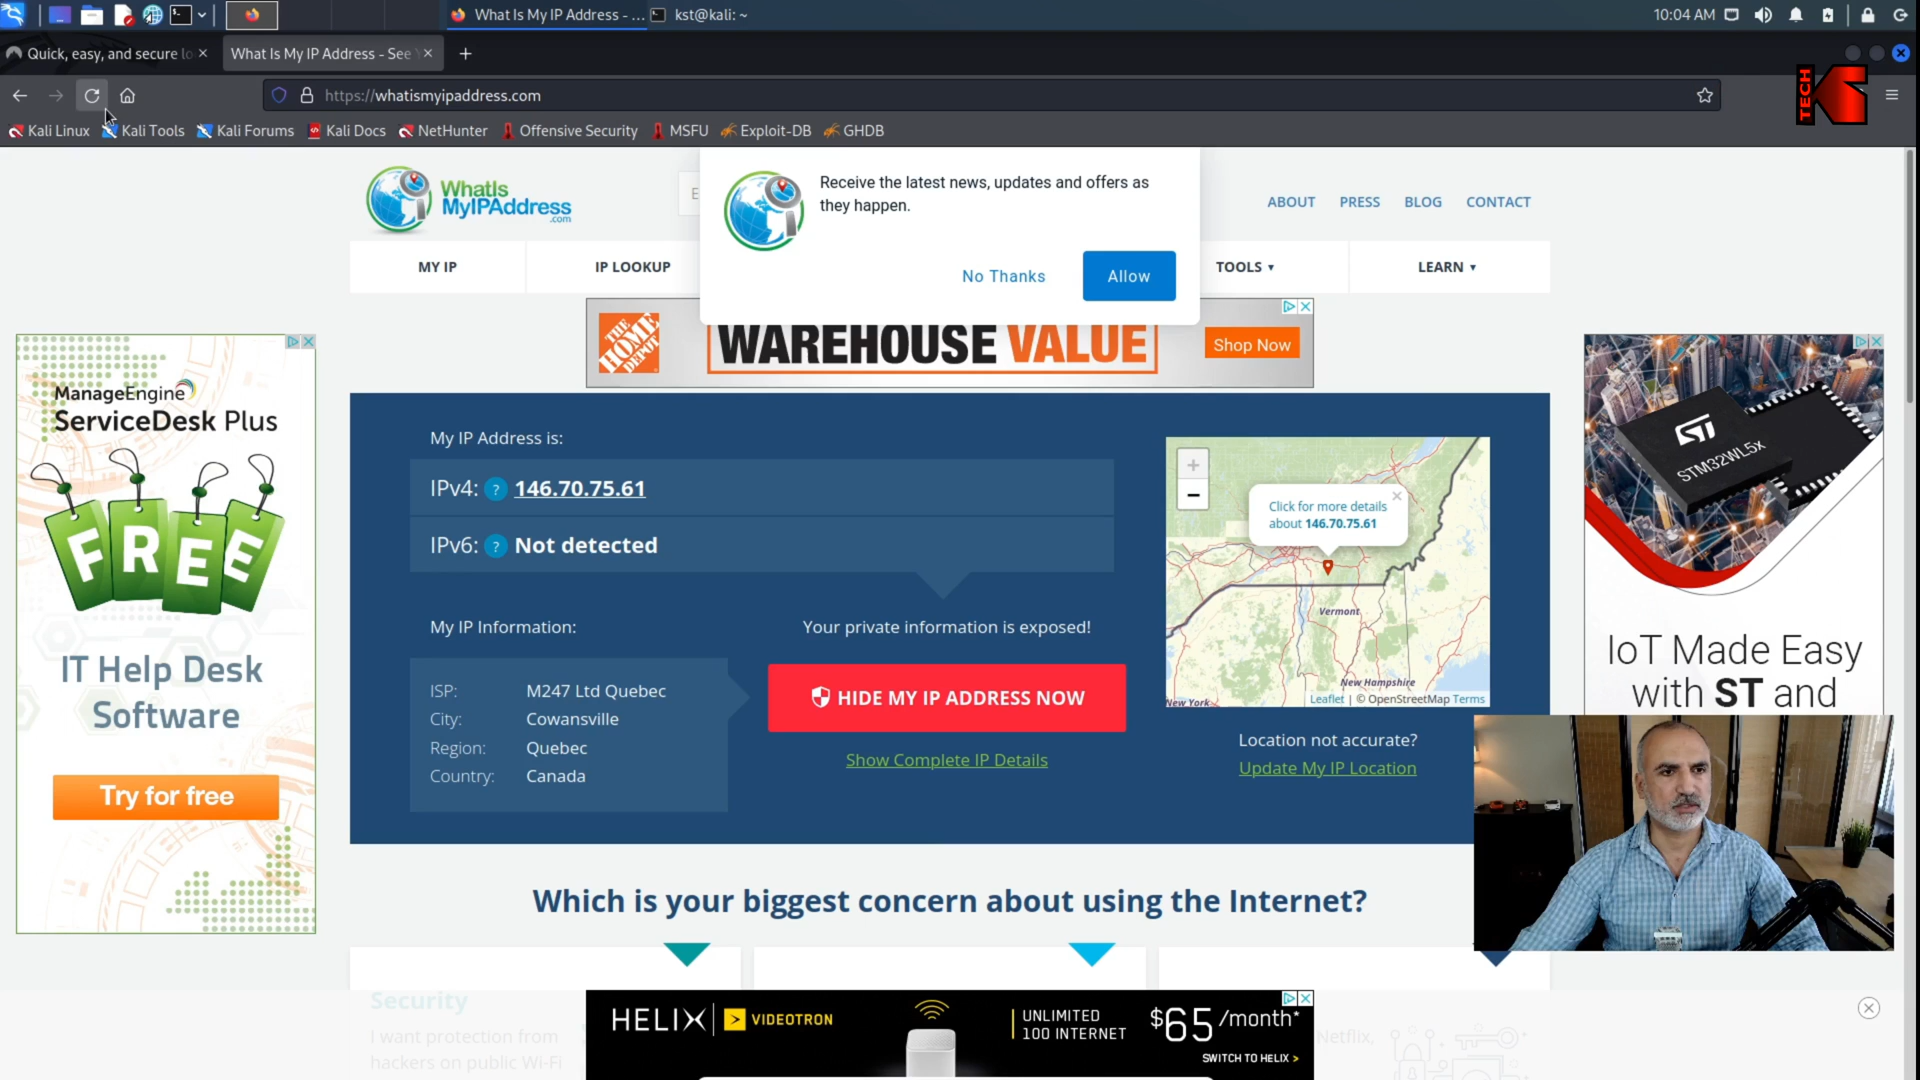 What Is My IP Address - ...
kst@kali: ~
10:04 AM
Quick, easy, and secure lo
What Is My IP Address - See
https://whatismyipaddress.com
TECH
Kali Linux
Kali Tools
Kali Forums
Kali Docs
NetHunter
Offensive Security
MSFU
Exploit-DB
GHDB
WhatIs
MyIPAddress
.com
Receive the latest news, updates and offers as
they happen.
No Thanks
Allow
ABOUT
PRESS
BLOG
CONTACT
MY IP
IP LOOKUP
TOOLS
LEARN
THE
HOME
DEPOT
WAREHOUSE VALUE
Shop Now
ManageEngine
ServiceDesk Plus
FREE
IT Help Desk
Software
Try for free
My IP Address is:
IPv4: ? 146.70.75.61
IPv6: ? Not detected
My IP Information:
ISP: M247 Ltd Quebec
City: Cowansville
Region: Quebec
Country: Canada
Your private information is exposed!
HIDE MY IP ADDRESS NOW
Show Complete IP Details
Click for more details
about 146.70.75.61
Vermont
New Hampshire
New York
Leaflet | © OpenStreetMap Terms
Location not accurate?
Update My IP Location
ST
STM32WL5x
IoT Made Easy
with ST and
Which is your biggest concern about using the Internet?
Security
I want protection from
hackers on public Wi-Fi
Netflix,
HELIX
VIDEOTRON
UNLIMITED
100 INTERNET
$65/month*
SWITCH TO HELIX >